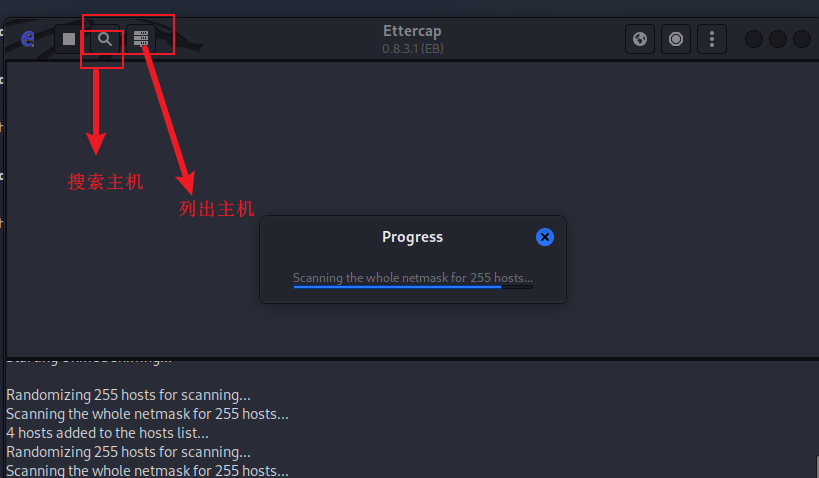 Ettercap
0.8.3.1 (EB)
搜索主机
列出主机
Progress
Scanning the whole netmask for 255 hosts...
Randomizing 255 hosts for scanning...
Scanning the whole netmask for 255 hosts...
4 hosts added to the hosts list...
Randomizing 255 hosts for scanning...
Scanning the whole netmask for 255 hosts...